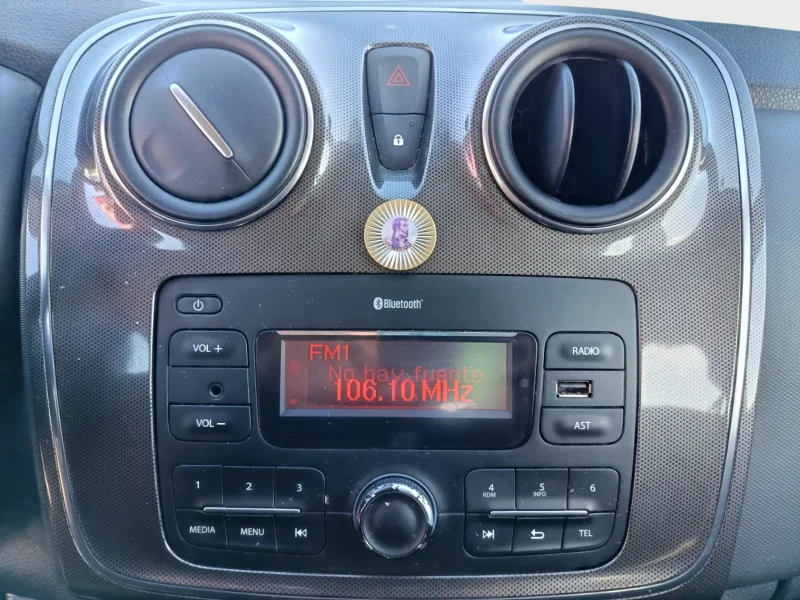 Bluetooth
VOL +
FM1
No hay fuente
106.10 MHz
RADIO
VOL −
AST
1 2 3
4 5 6
RDM INFO
MEDIA MENU
TEL